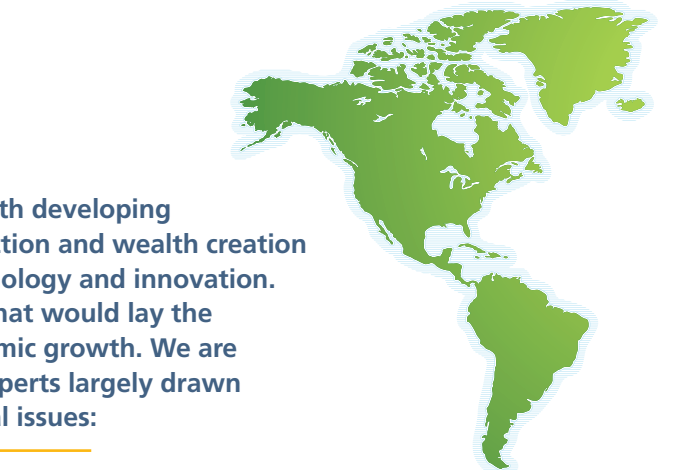 th developing
tion and wealth creation
ology and innovation.
hat would lay the
mic growth. We are
perts largely drawn
l issues: